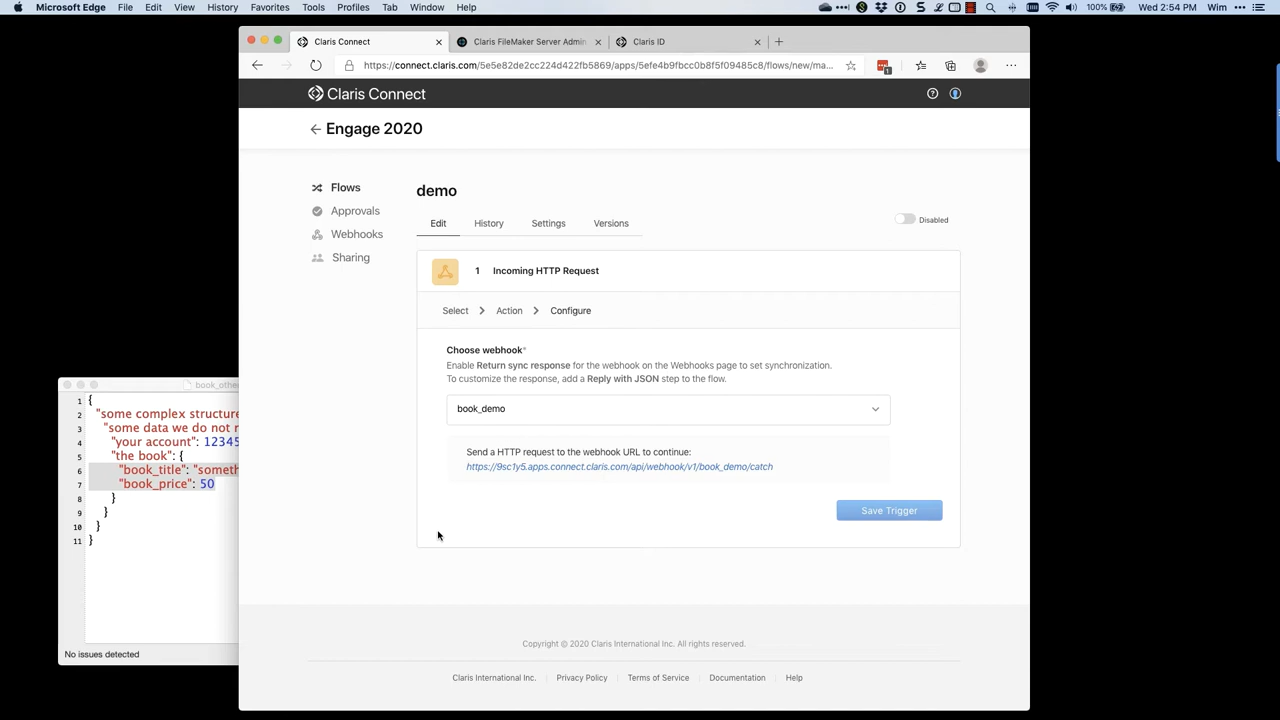 Microsoft Edge File Edit View History Favorites Tools Profiles Tab Window Help 100% Wed 2:54 PM Wim
Claris Connect Claris FileMaker Server Admin Claris ID
https://connect.claris.com/5e5e82de2cc224d422fb5869/apps/5efe4b9fbcc0b8f5f09485c8/flows/new/ma... 1
Claris Connect
Engage 2020
Flows
Approvals
Webhooks
Sharing
demo
Edit History Settings Versions
Disabled
1 Incoming HTTP Request
Select Action Configure
Choose webhook*
Enable Return sync response for the webhook on the Webhooks page to set synchronization.
To customize the response, add a Reply with JSON step to the flow.
book_demo
Send a HTTP request to the webhook URL to continue:
https://9sc1y5.apps.connect.claris.com/api/webhook/v1/book_demo/catch
Save Trigger
Copyright © 2020 Claris International Inc. All rights reserved.
Claris International Inc. Privacy Policy Terms of Service Documentation Help
book_othe
1 {
2 "some complex structure
3 "some data we do not r
4 "your account": 12345
5 "the book": {
6 "book_title": "someth
7 "book_price": 50
8 }
9 }
10 }
11 }
No issues detected